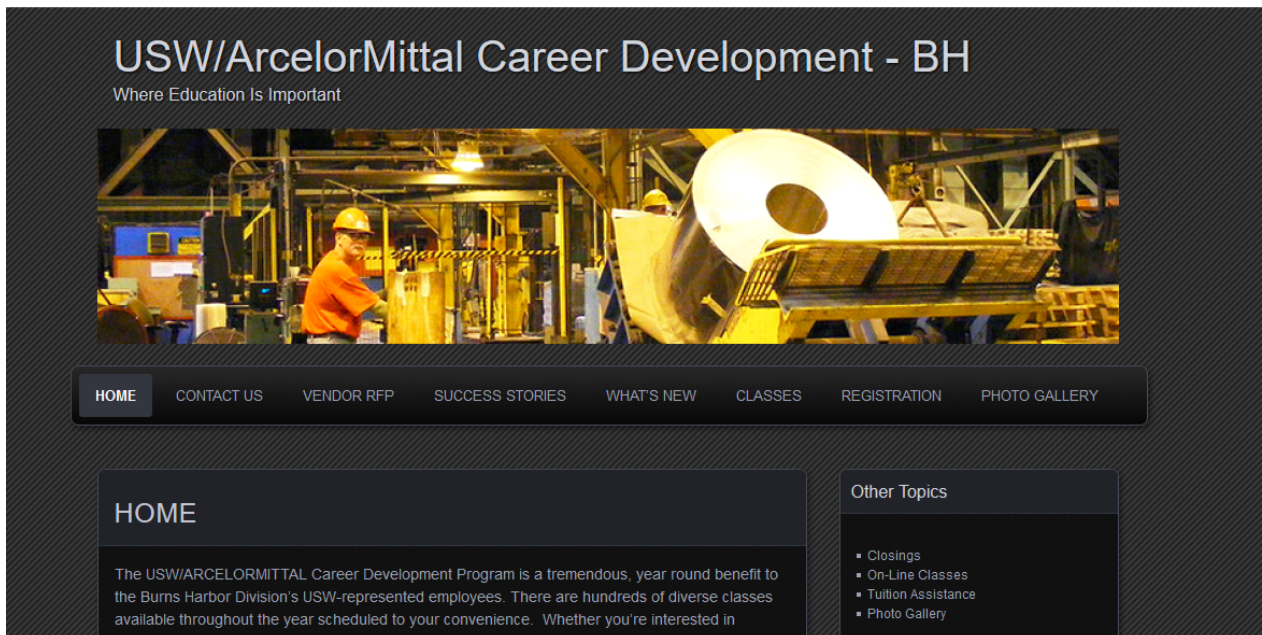 USW/ArcelorMittal Career Development - BH
Where Education Is Important
HOME
CONTACT US
VENDOR RFP
SUCCESS STORIES
WHAT'S NEW
CLASSES
REGISTRATION
PHOTO GALLERY
HOME
The USW/ARCELORMITTAL Career Development Program is a tremendous, year round benefit to
the Burns Harbor Division's USW-represented employees. There are hundreds of diverse classes
available throughout the year scheduled to your convenience.  Whether you're interested in
Other Topics
Closings
On-Line Classes
Tuition Assistance
Photo Gallery